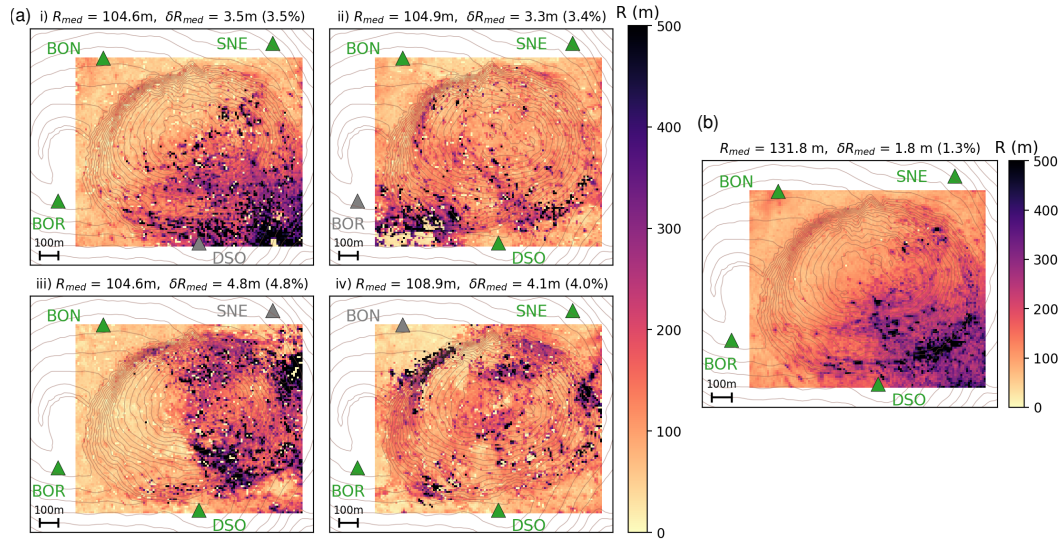 (a)
i) R_med = 104.6m, δR_med = 3.5m (3.5%)
BON
SNE
BOR
DSO
100m
ii) R_med = 104.9m, δR_med = 3.3m (3.4%)
BON
SNE
BOR
DSO
100m
iii) R_med = 104.6m, δR_med = 4.8m (4.8%)
BON
SNE
BOR
DSO
100m
iv) R_med = 108.9m, δR_med = 4.1m (4.0%)
BON
SNE
BOR
DSO
100m
R (m)
500
400
300
200
100
0
(b)
R_med = 131.8 m, δR_med = 1.8 m (1.3%)
BON
SNE
BOR
DSO
100m
R (m)
500
400
300
200
100
0